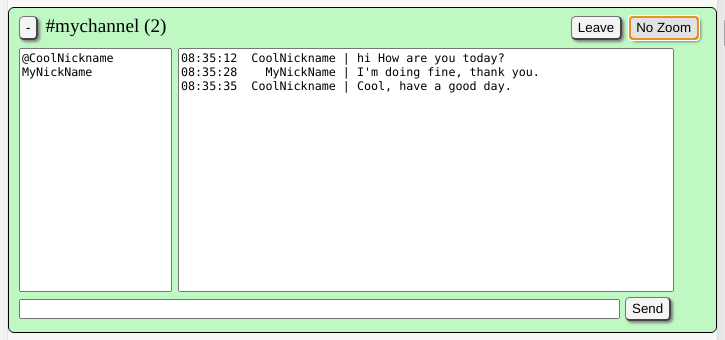 - #mychannel (2) Leave No Zoom
@CoolNickname
MyNickName
08:35:12 CoolNickname | hi How are you today?
08:35:28 MyNickName | I'm doing fine, thank you.
08:35:35 CoolNickname | Cool, have a good day.
Send